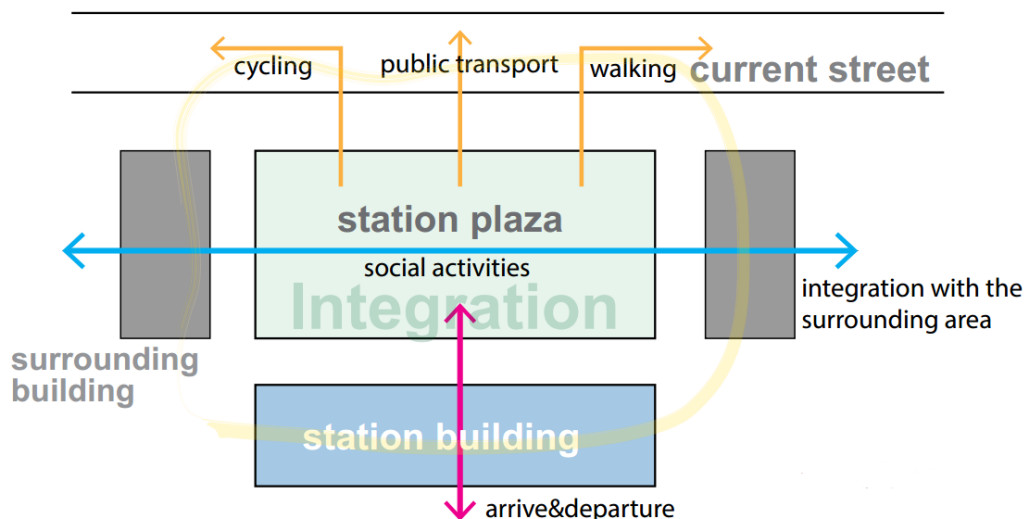 cycling
public transport
walking
current street
station plaza
social activities
Integration
integration with the
surrounding area
surrounding
building
station building
arrive&departure